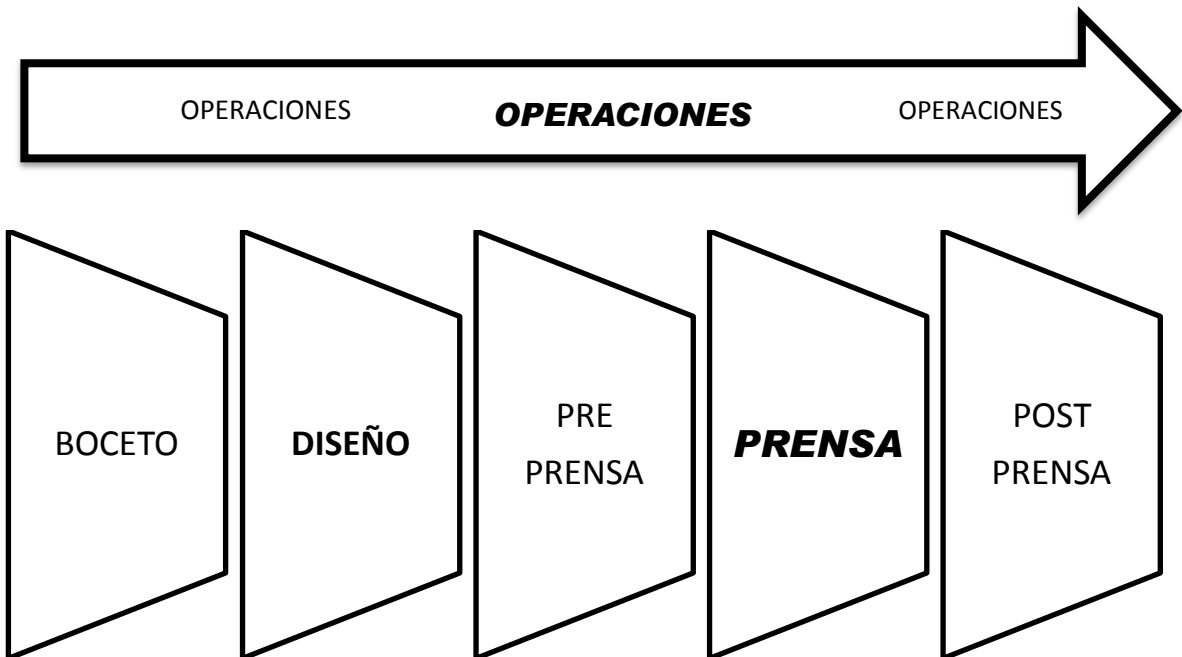 OPERACIONES OPERACIONES OPERACIONES
BOCETO
DISEÑO
PRE
PRENSA
PRENSA
POST
PRENSA